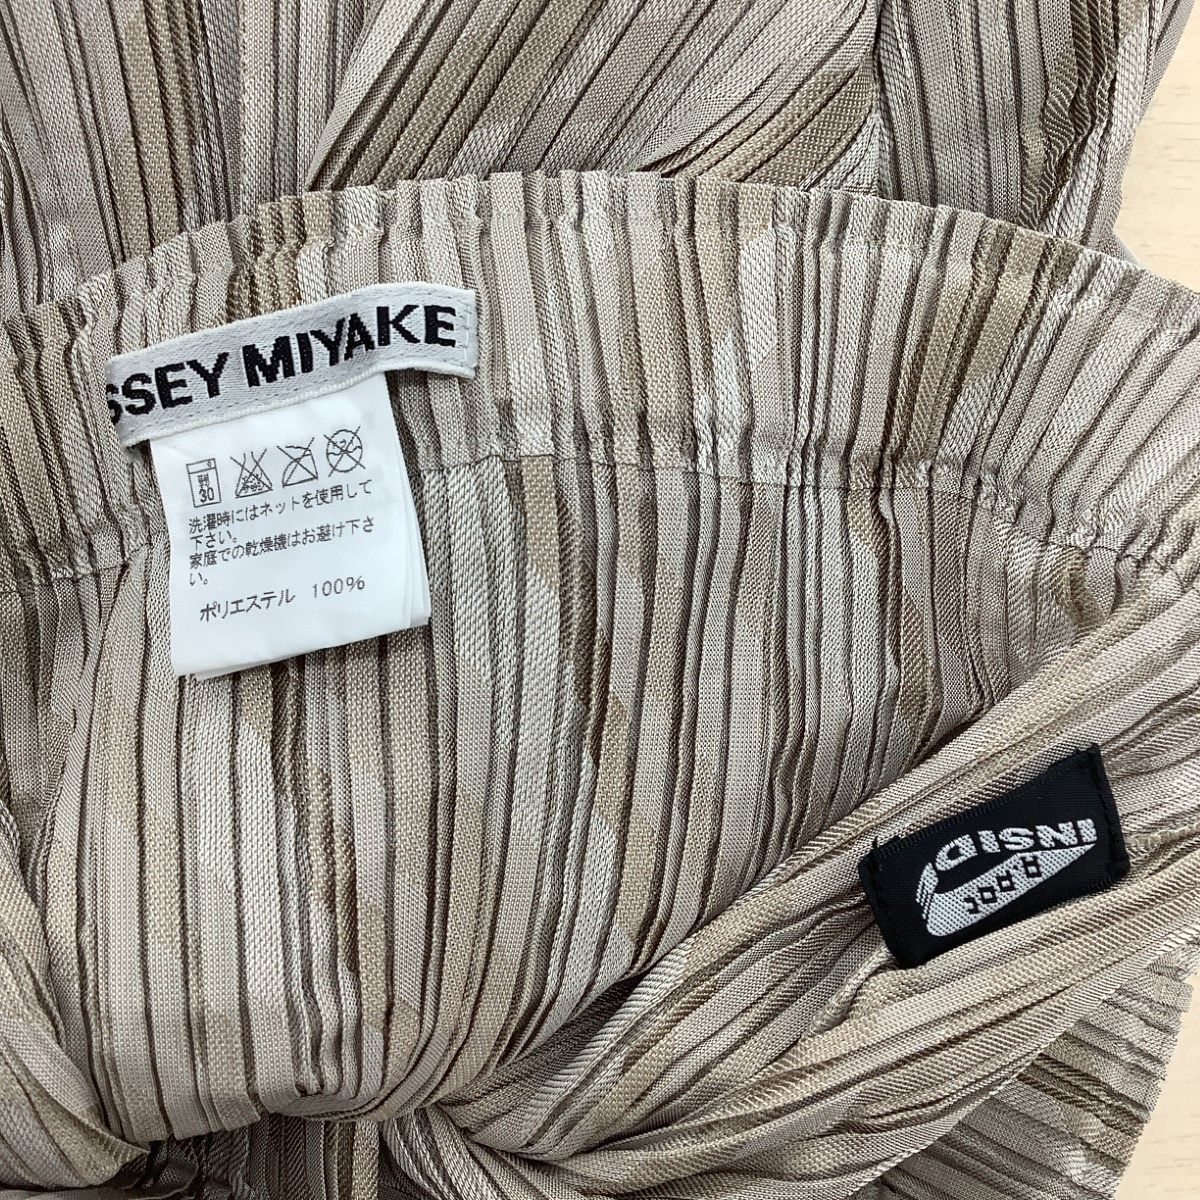 SSEY MIYAKE
30
洗濯時にはネットを使用して
下さい。
家庭での乾燥機はお避け下さ
い。
ポリエステル 100%
INSID